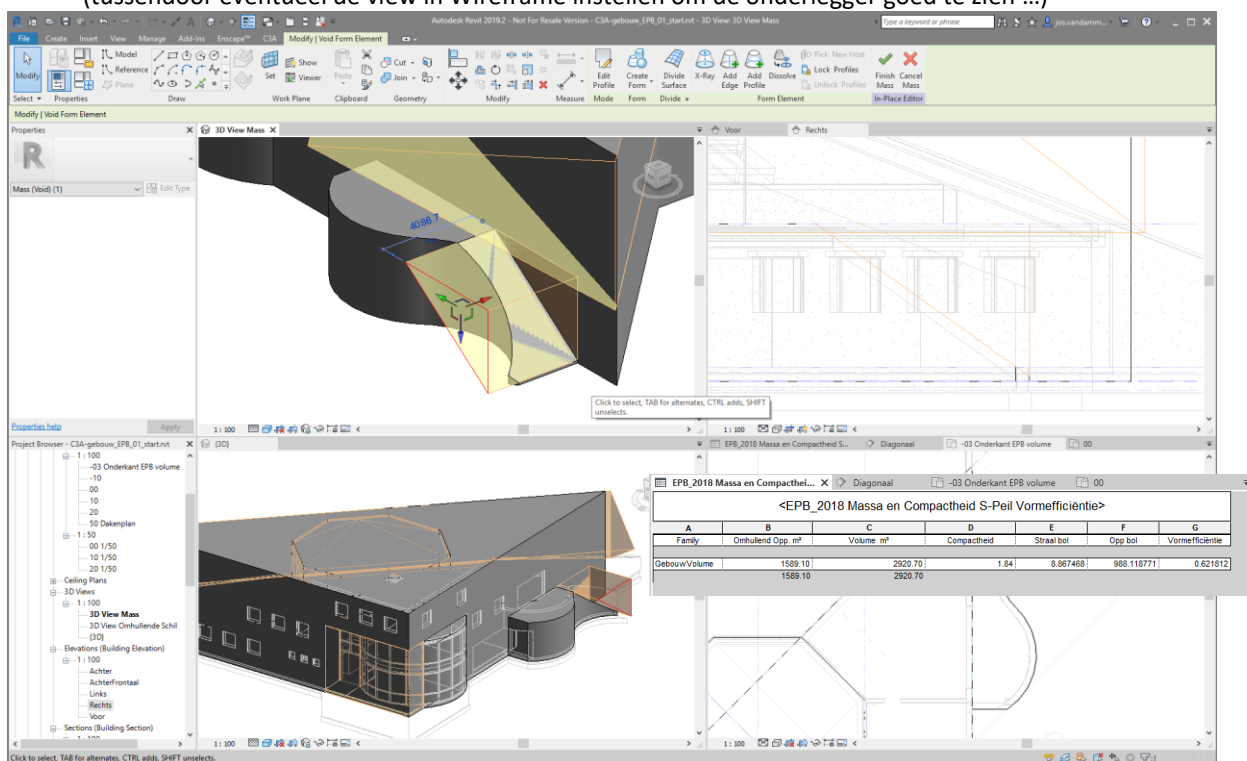 (tussendoor eventueel de view in Wireframe instellen om de onderlegger goed te zien ...)
Autodesk Revit 2019.2 - Not For Resale Version - C3A-gebouw_EPB_01_start.rvt - 3D View: 3D View Mass
Type a keyword or phrase
jos.vandamm...
File Create Insert View Manage Add-Ins Enscape™ C3A Modify | Void Form Element
Modify
Model
Reference
Plane
Set
Show
Viewer
Paste
Cut
Join
Edit Profile
Create Form
Divide Surface
X-Ray
Add Edge
Add Profile
Dissolve
Pick New Host
Lock Profiles
Unlock Profiles
Finish Mass
Cancel Mass
Select Properties Draw Work Plane Clipboard Geometry Modify Measure Mode Form Divide Form Element In-Place Editor
Modify | Void Form Element
Properties
3D View Mass
Voor
Rechts
R
Mass (Void) (1)
Edit Type
4086.7
Click to select, TAB for alternates, CTRL adds, SHIFT
unselects.
Properties help
Apply
1 : 100
1 : 100
Project Browser - C3A-gebouw_EPB_01_start.rvt
{3D}
EPB_2018 Massa en Compactheid S...
Diagonaal
-03 Onderkant EPB volume
00
1 : 100
-03 Onderkant EPB volume
-10
00
10
20
50 Dakenplan
1 : 50
00 1/50
10 1/50
20 1/50
Ceiling Plans
3D Views
1 : 100
3D View Mass
3D View Omhullende Schil
{3D}
Elevations (Building Elevation)
1 : 100
Achter
AchterFrontaal
Links
Rechts
Voor
Sections (Building Section)
EPB_2018 Massa en Compacthei...
Diagonaal
-03 Onderkant EPB volume
00
<EPB_2018 Massa en Compactheid S-Peil Vormefficiëntie>
A B C D E F G
Family Omhullend Opp. m² Volume m³ Compactheid Straal bol Opp bol Vormefficiëntie
GebouwVolume 1589.10 2920.70 1.84 8.867468 988.118771 0.621812
1589.10 2920.70
1 : 100
1 : 100
Click to select, TAB for alternates, CTRL adds, SHIFT unselects.